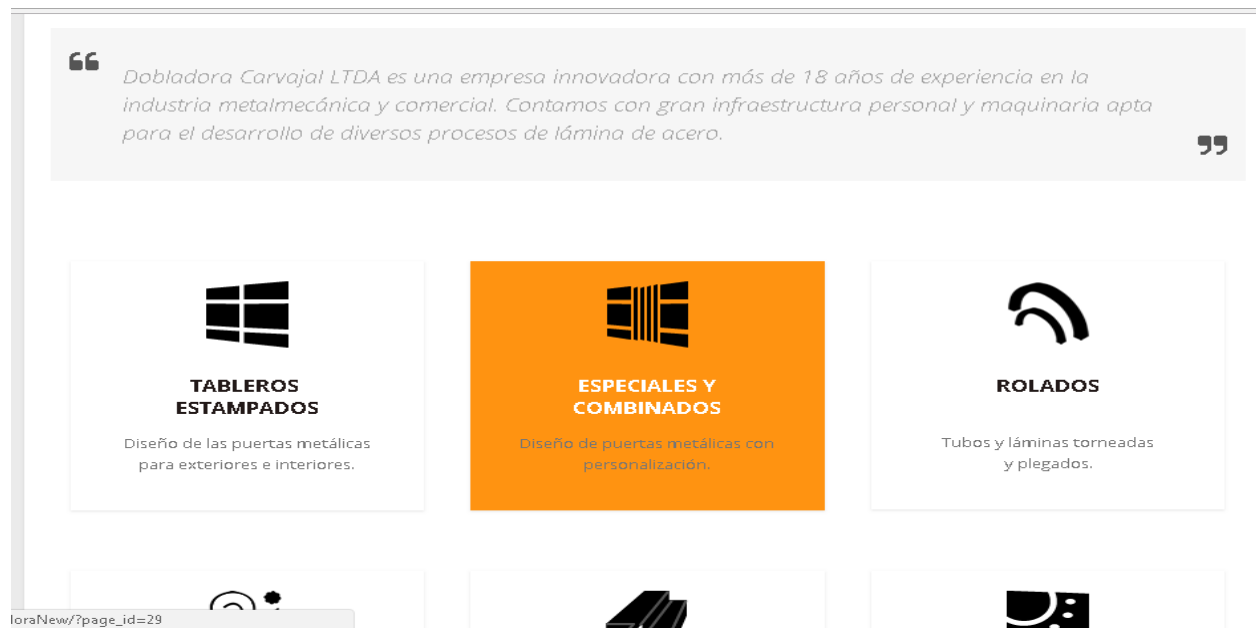 Dobladora Carvajal LTDA es una empresa innovadora con más de 18 años de experiencia en la
industria metalmecánica y comercial. Contamos con gran infraestructura personal y maquinaria apta
para el desarrollo de diversos procesos de lámina de acero.
TABLEROS
ESTAMPADOS
Diseño de las puertas metálicas
para exteriores e interiores.
ESPECIALES Y
COMBINADOS
Diseño de puertas metálicas con
personalización.
ROLADOS
Tubos y láminas torneadas
y plegados.
loraNew/?page_id=29